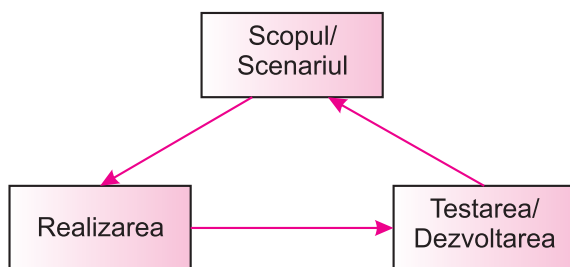 Scopul/
Scenariul
Realizarea
Testarea/
Dezvoltarea